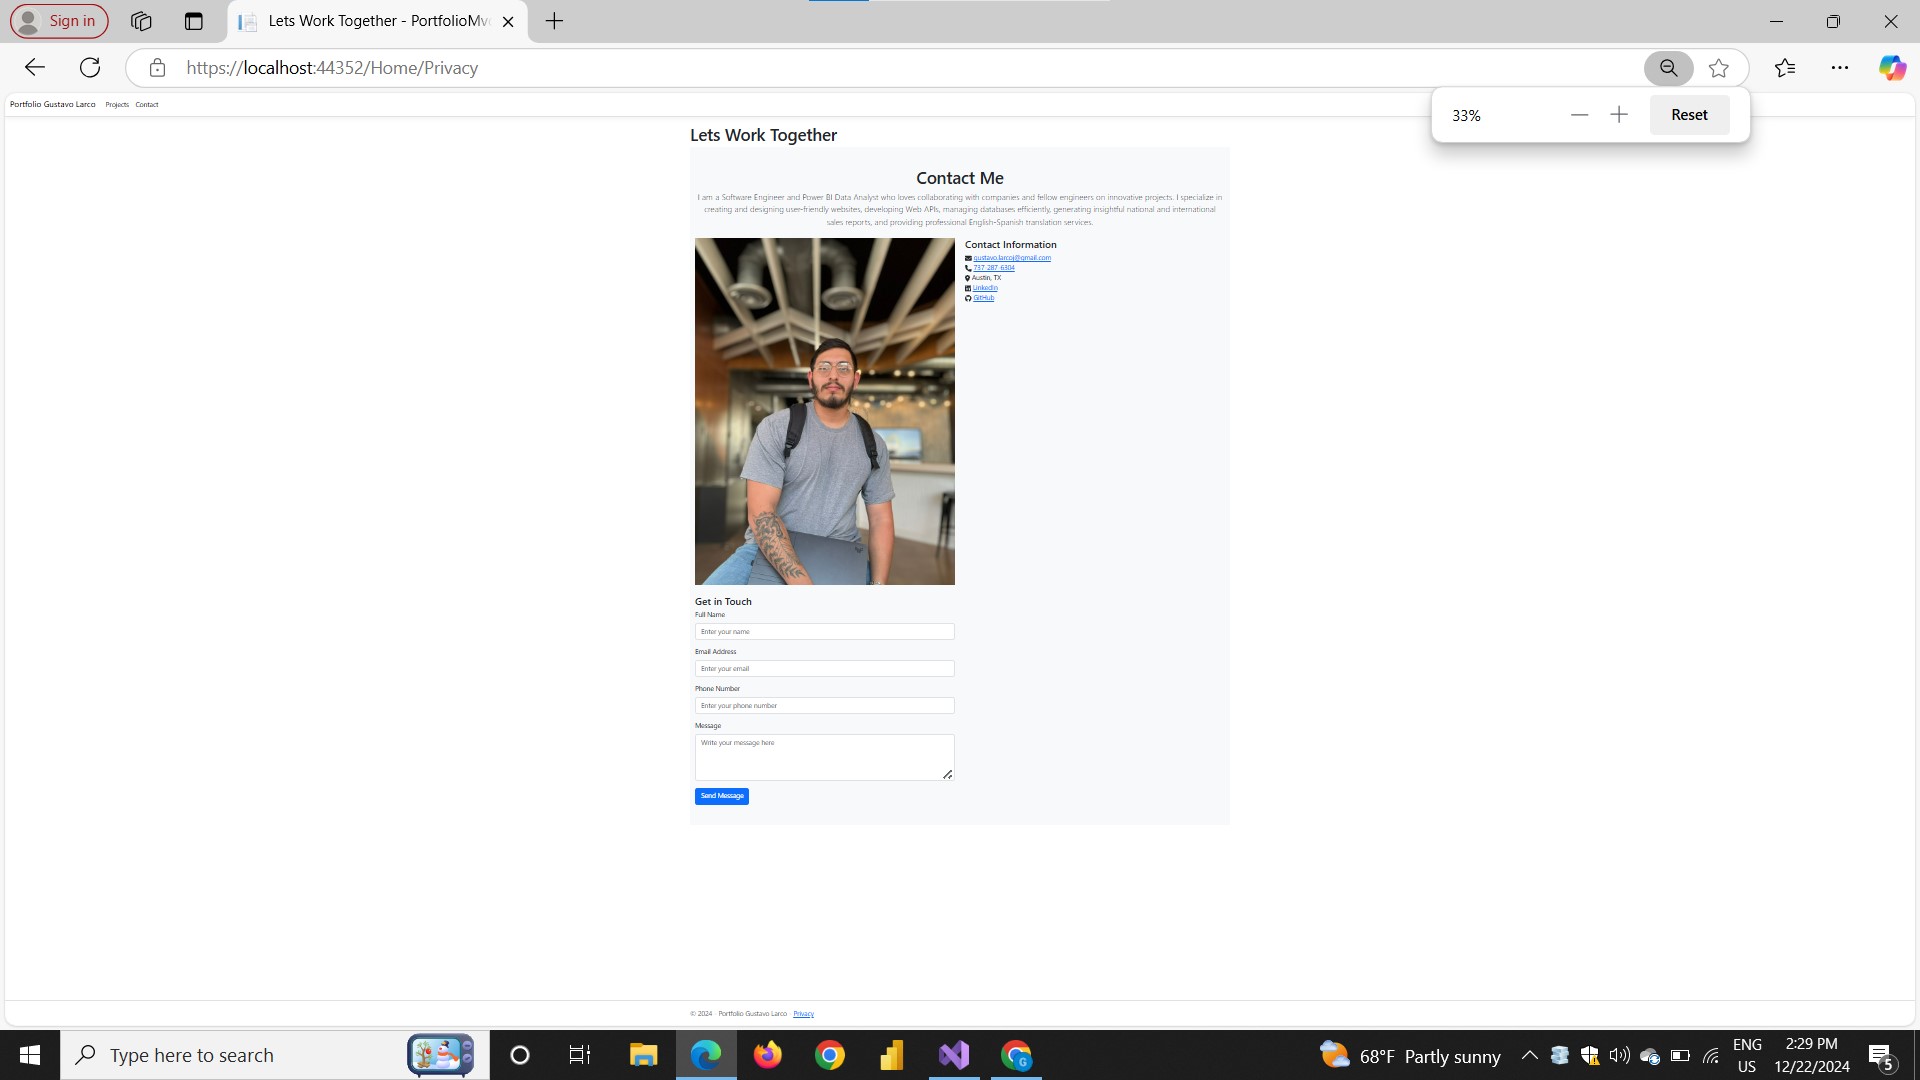 Sign in
Lets Work Together - PortfolioMv
https://localhost:44352/Home/Privacy
33%
Reset
Portfolio Gustavo Larco Projects Contact
Lets Work Together
Contact Me
I am a Software Engineer and Power BI Data Analyst who loves collaborating with companies and fellow engineers on innovative projects. I specialize in
creating and designing user-friendly websites, developing Web APIs, managing databases efficiently, generating insightful national and international
sales reports, and providing professional English-Spanish translation services.
Contact Information
gustavo.larcoj@gmail.com
737-287-6304
Austin, TX
LinkedIn
GitHub
Get in Touch
Full Name
Enter your name
Email Address
Enter your email
Phone Number
Enter your phone number
Message
Write your message here
Send Message
© 2024 - Portfolio Gustavo Larco - Privacy
Type here to search
68°F Partly sunny
ENG
US
2:29 PM
12/22/2024
5